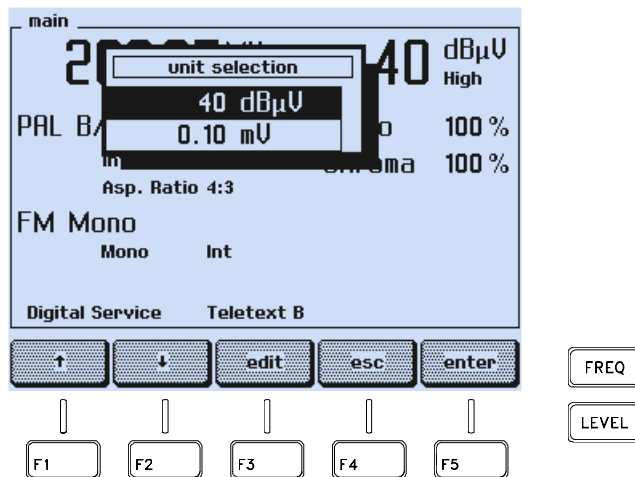 main
40 dBµV
High
unit selection
40 dBµV
0.10 mV
PAL
100 %
100 %
Asp. Ratio 4:3
FM Mono
Mono Int
Digital Service Teletext B
↑ ↓ edit esc enter
FREQ
LEVEL
F1 F2 F3 F4 F5